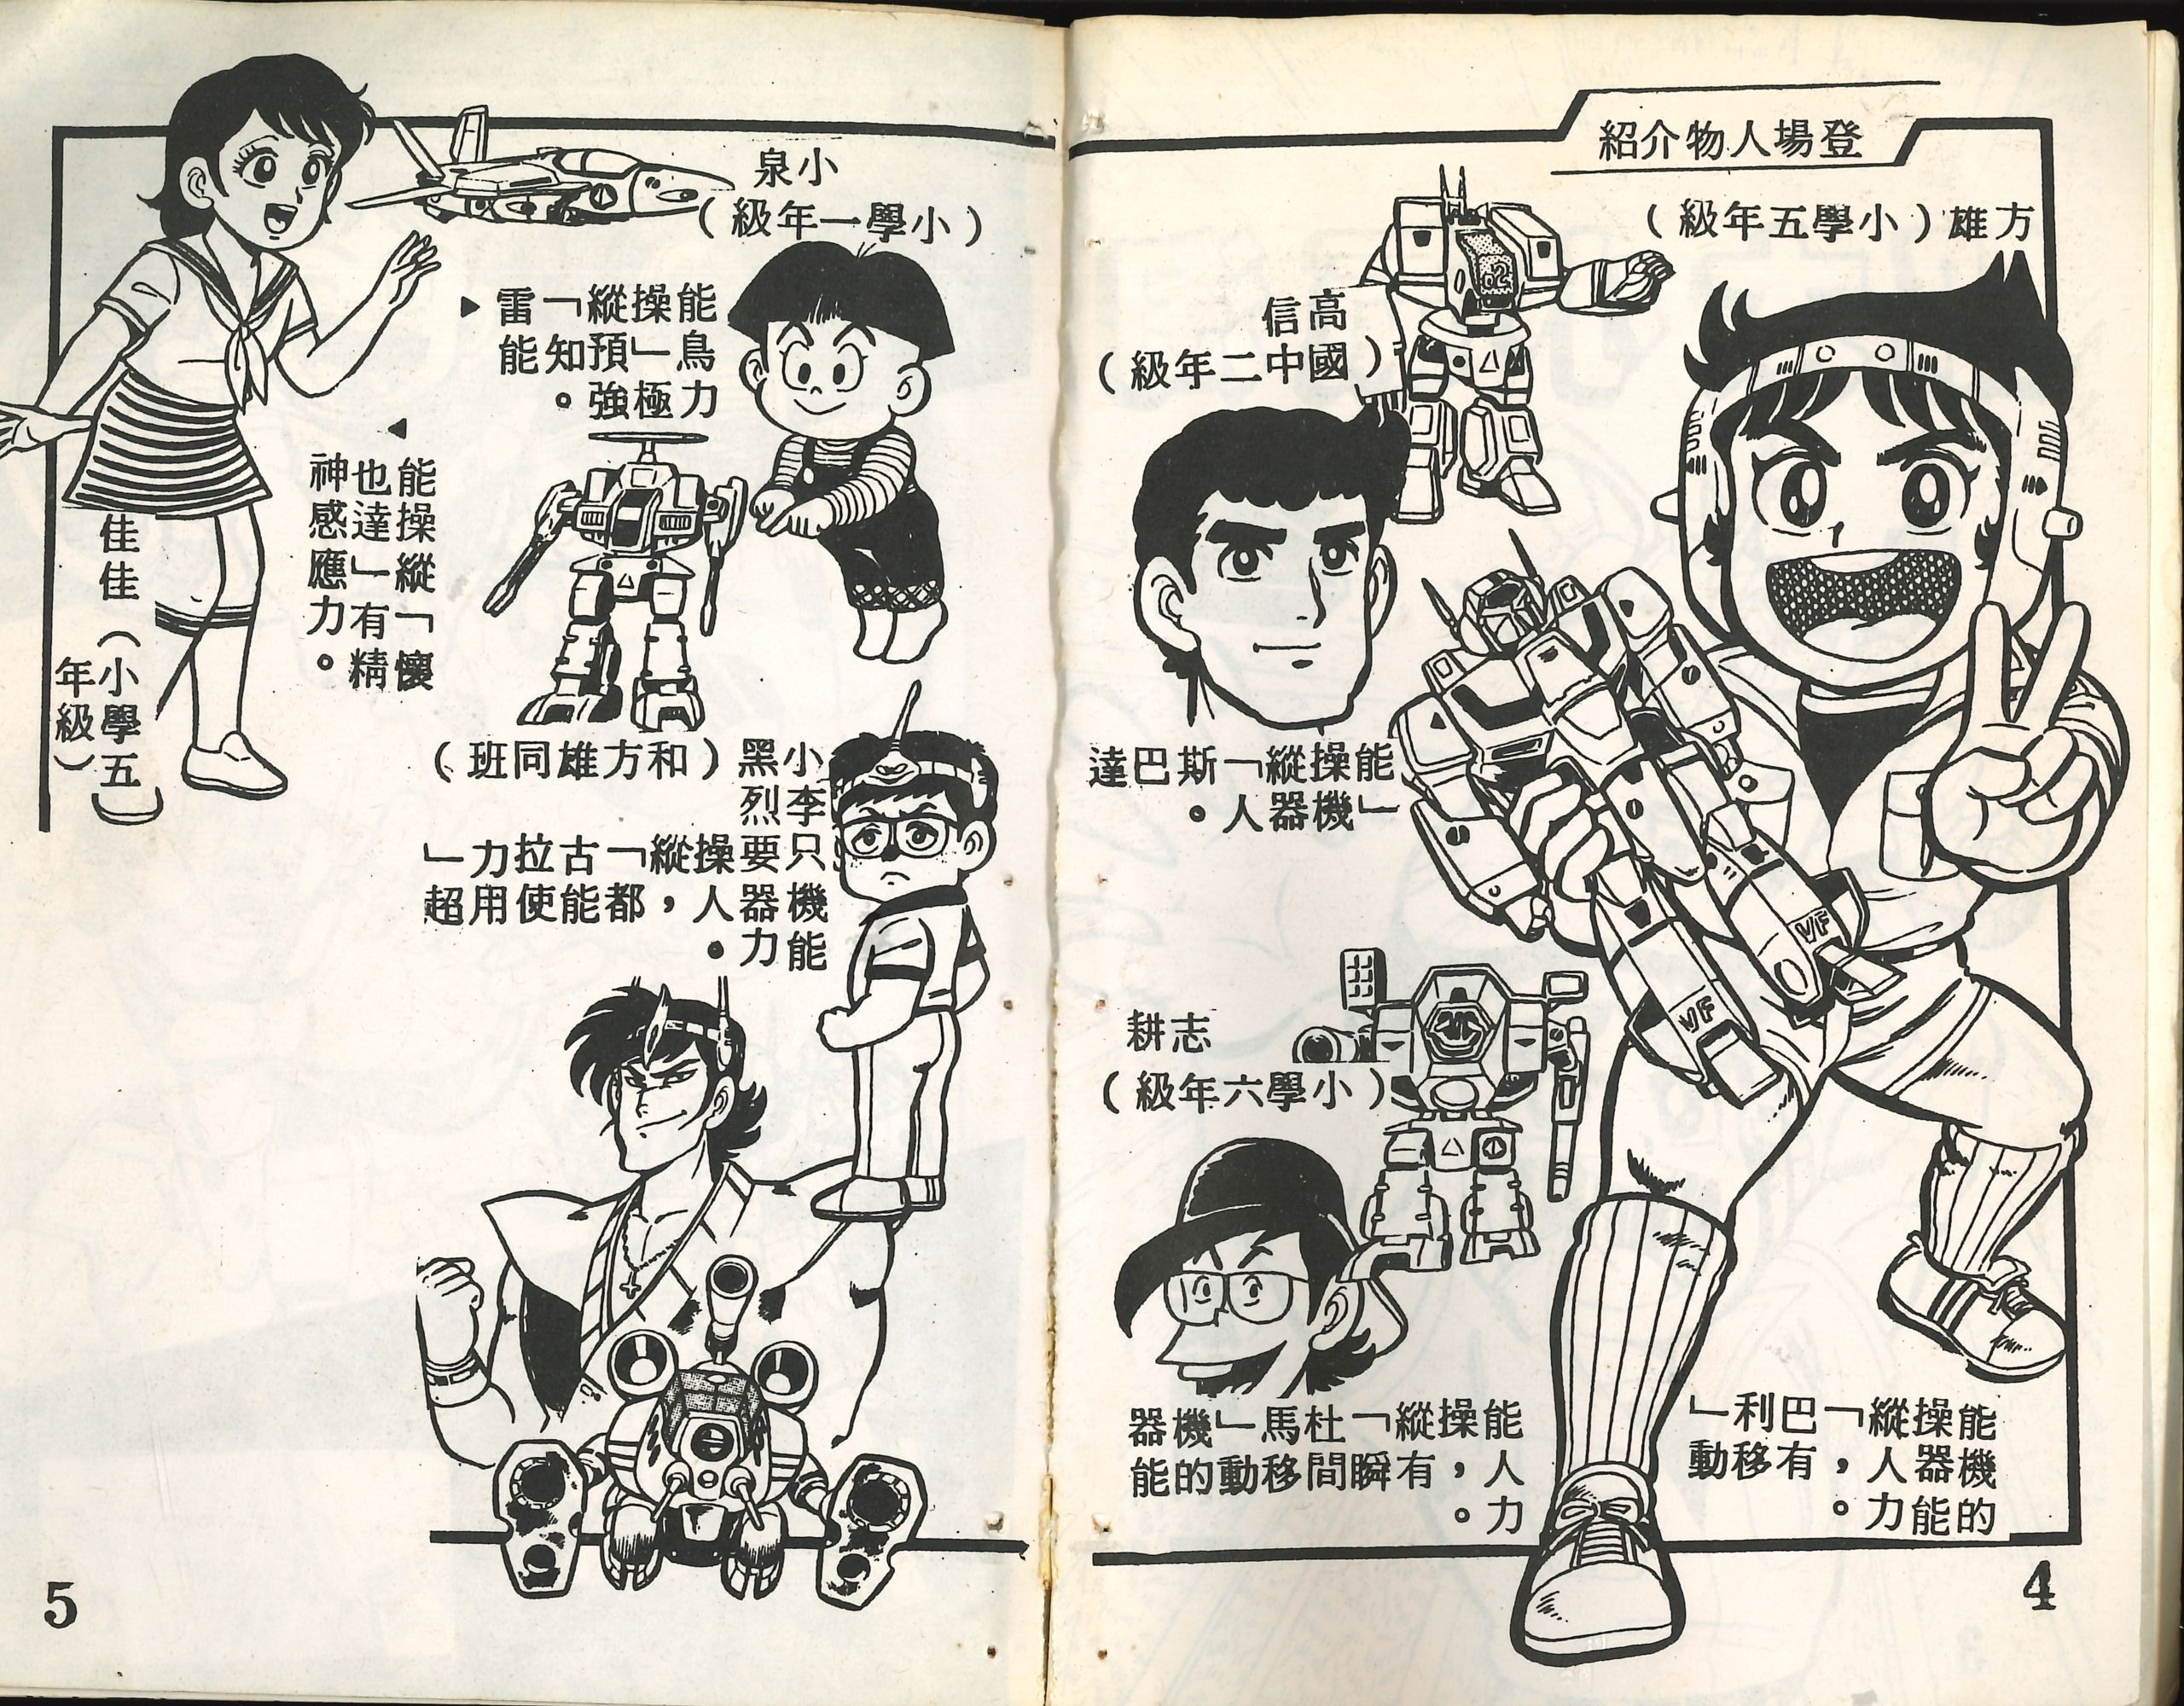 登場人物介紹
方雄（小學五年級）
能操縱「巴利」
機器人，有移動
的能力。
高信
（國中二年級）
能操縱「斯巴達
」機器人。
志耕
（小學六年級）
能操縱「杜馬」機器
人，有瞬間移動的能
力。
02
VF
VF
4
小泉
（小學一年級）
能操縱「雷
鳥」預知能
力極強。
能操縱「懷
也達」有精
神感應力。
佳佳（小學五
年級）
小黑（和方雄同班）
李烈
只要操縱「古拉力」
機器人，都能使用超
能力。
5